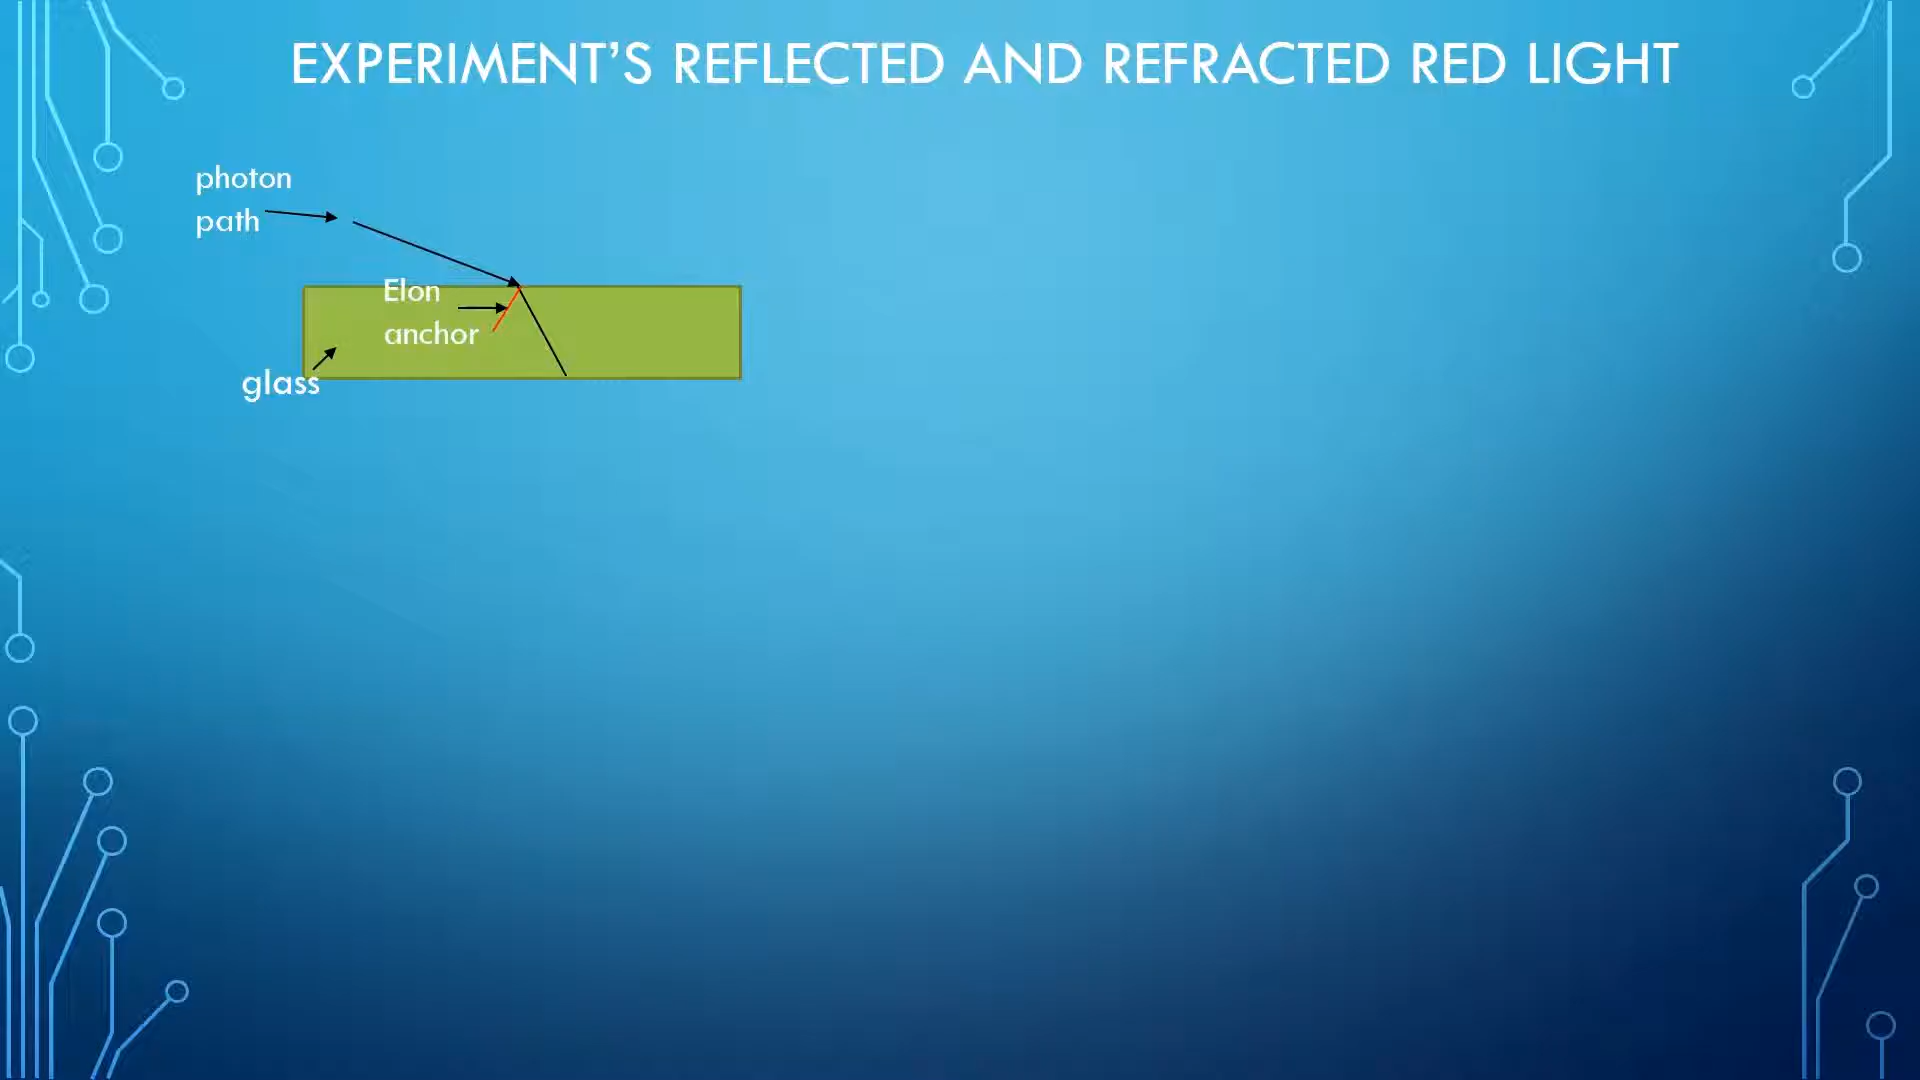 EXPERIMENT’S REFLECTED AND REFRACTED RED LIGHT
photon
path
Elon
anchor
glass